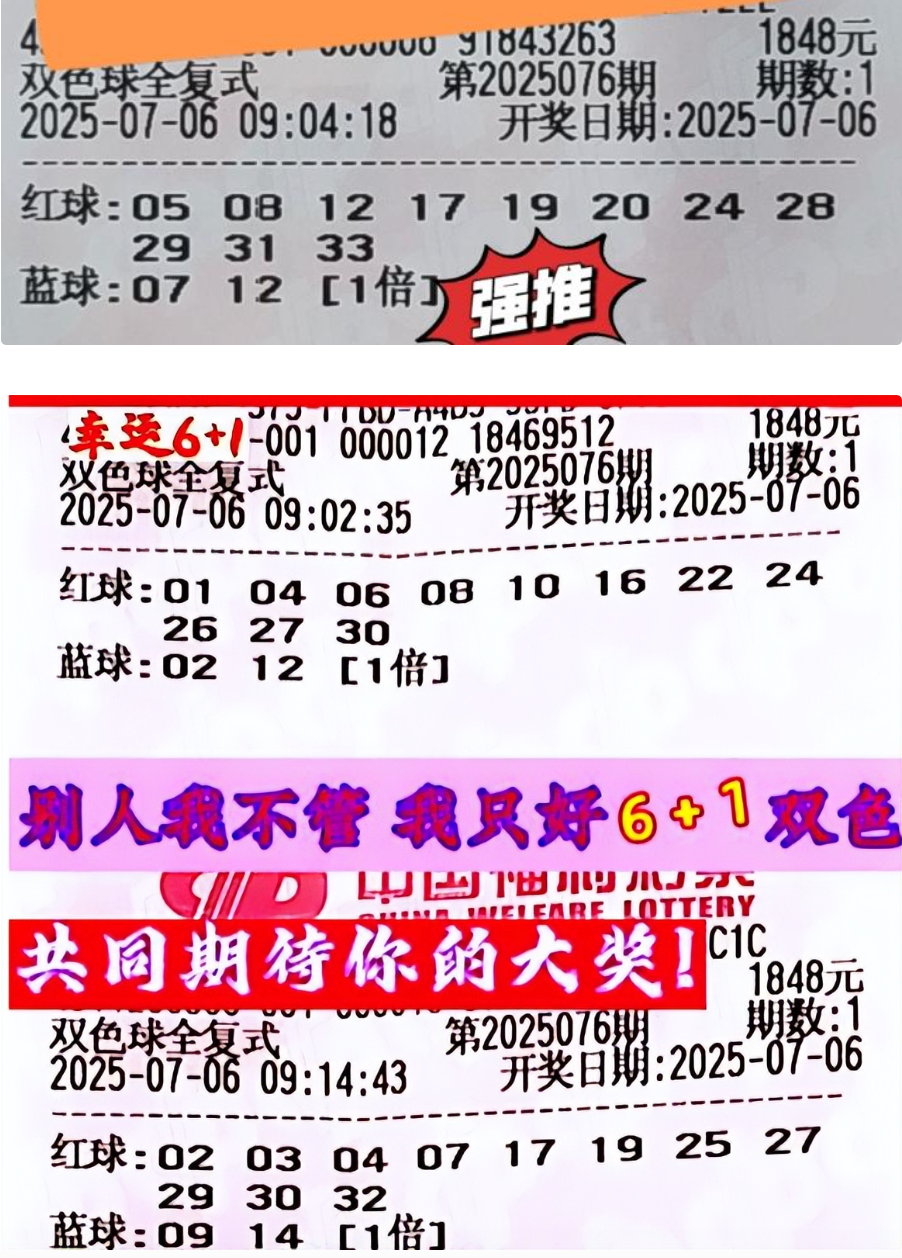 91843263 1848元
双色球全复式 第2025076期 期数:1
2025-07-06 09:04:18 开奖日期:2025-07-06
红球:05 08 12 17 19 20 24 28
29 31 33
蓝球:07 12 [1倍]
强推
幸运6+1-001 000012 18469512 1848元
双色球全复式 第2025076期 期数:1
2025-07-06 09:02:35 开奖日期:2025-07-06
红球:01 04 06 08 10 16 22 24
26 27 30
蓝球:02 12 [1倍]
别人我不管 我只好6+1双色
中国福利彩票
CHINA WELFARE LOTTERY
共同期待你的大奖!
C1C
1848元
双色球全复式 第2025076期 期数:1
2025-07-06 09:14:43 开奖日期:2025-07-06
红球:02 03 04 07 17 19 25 27
29 30 32
蓝球:09 14 [1倍]